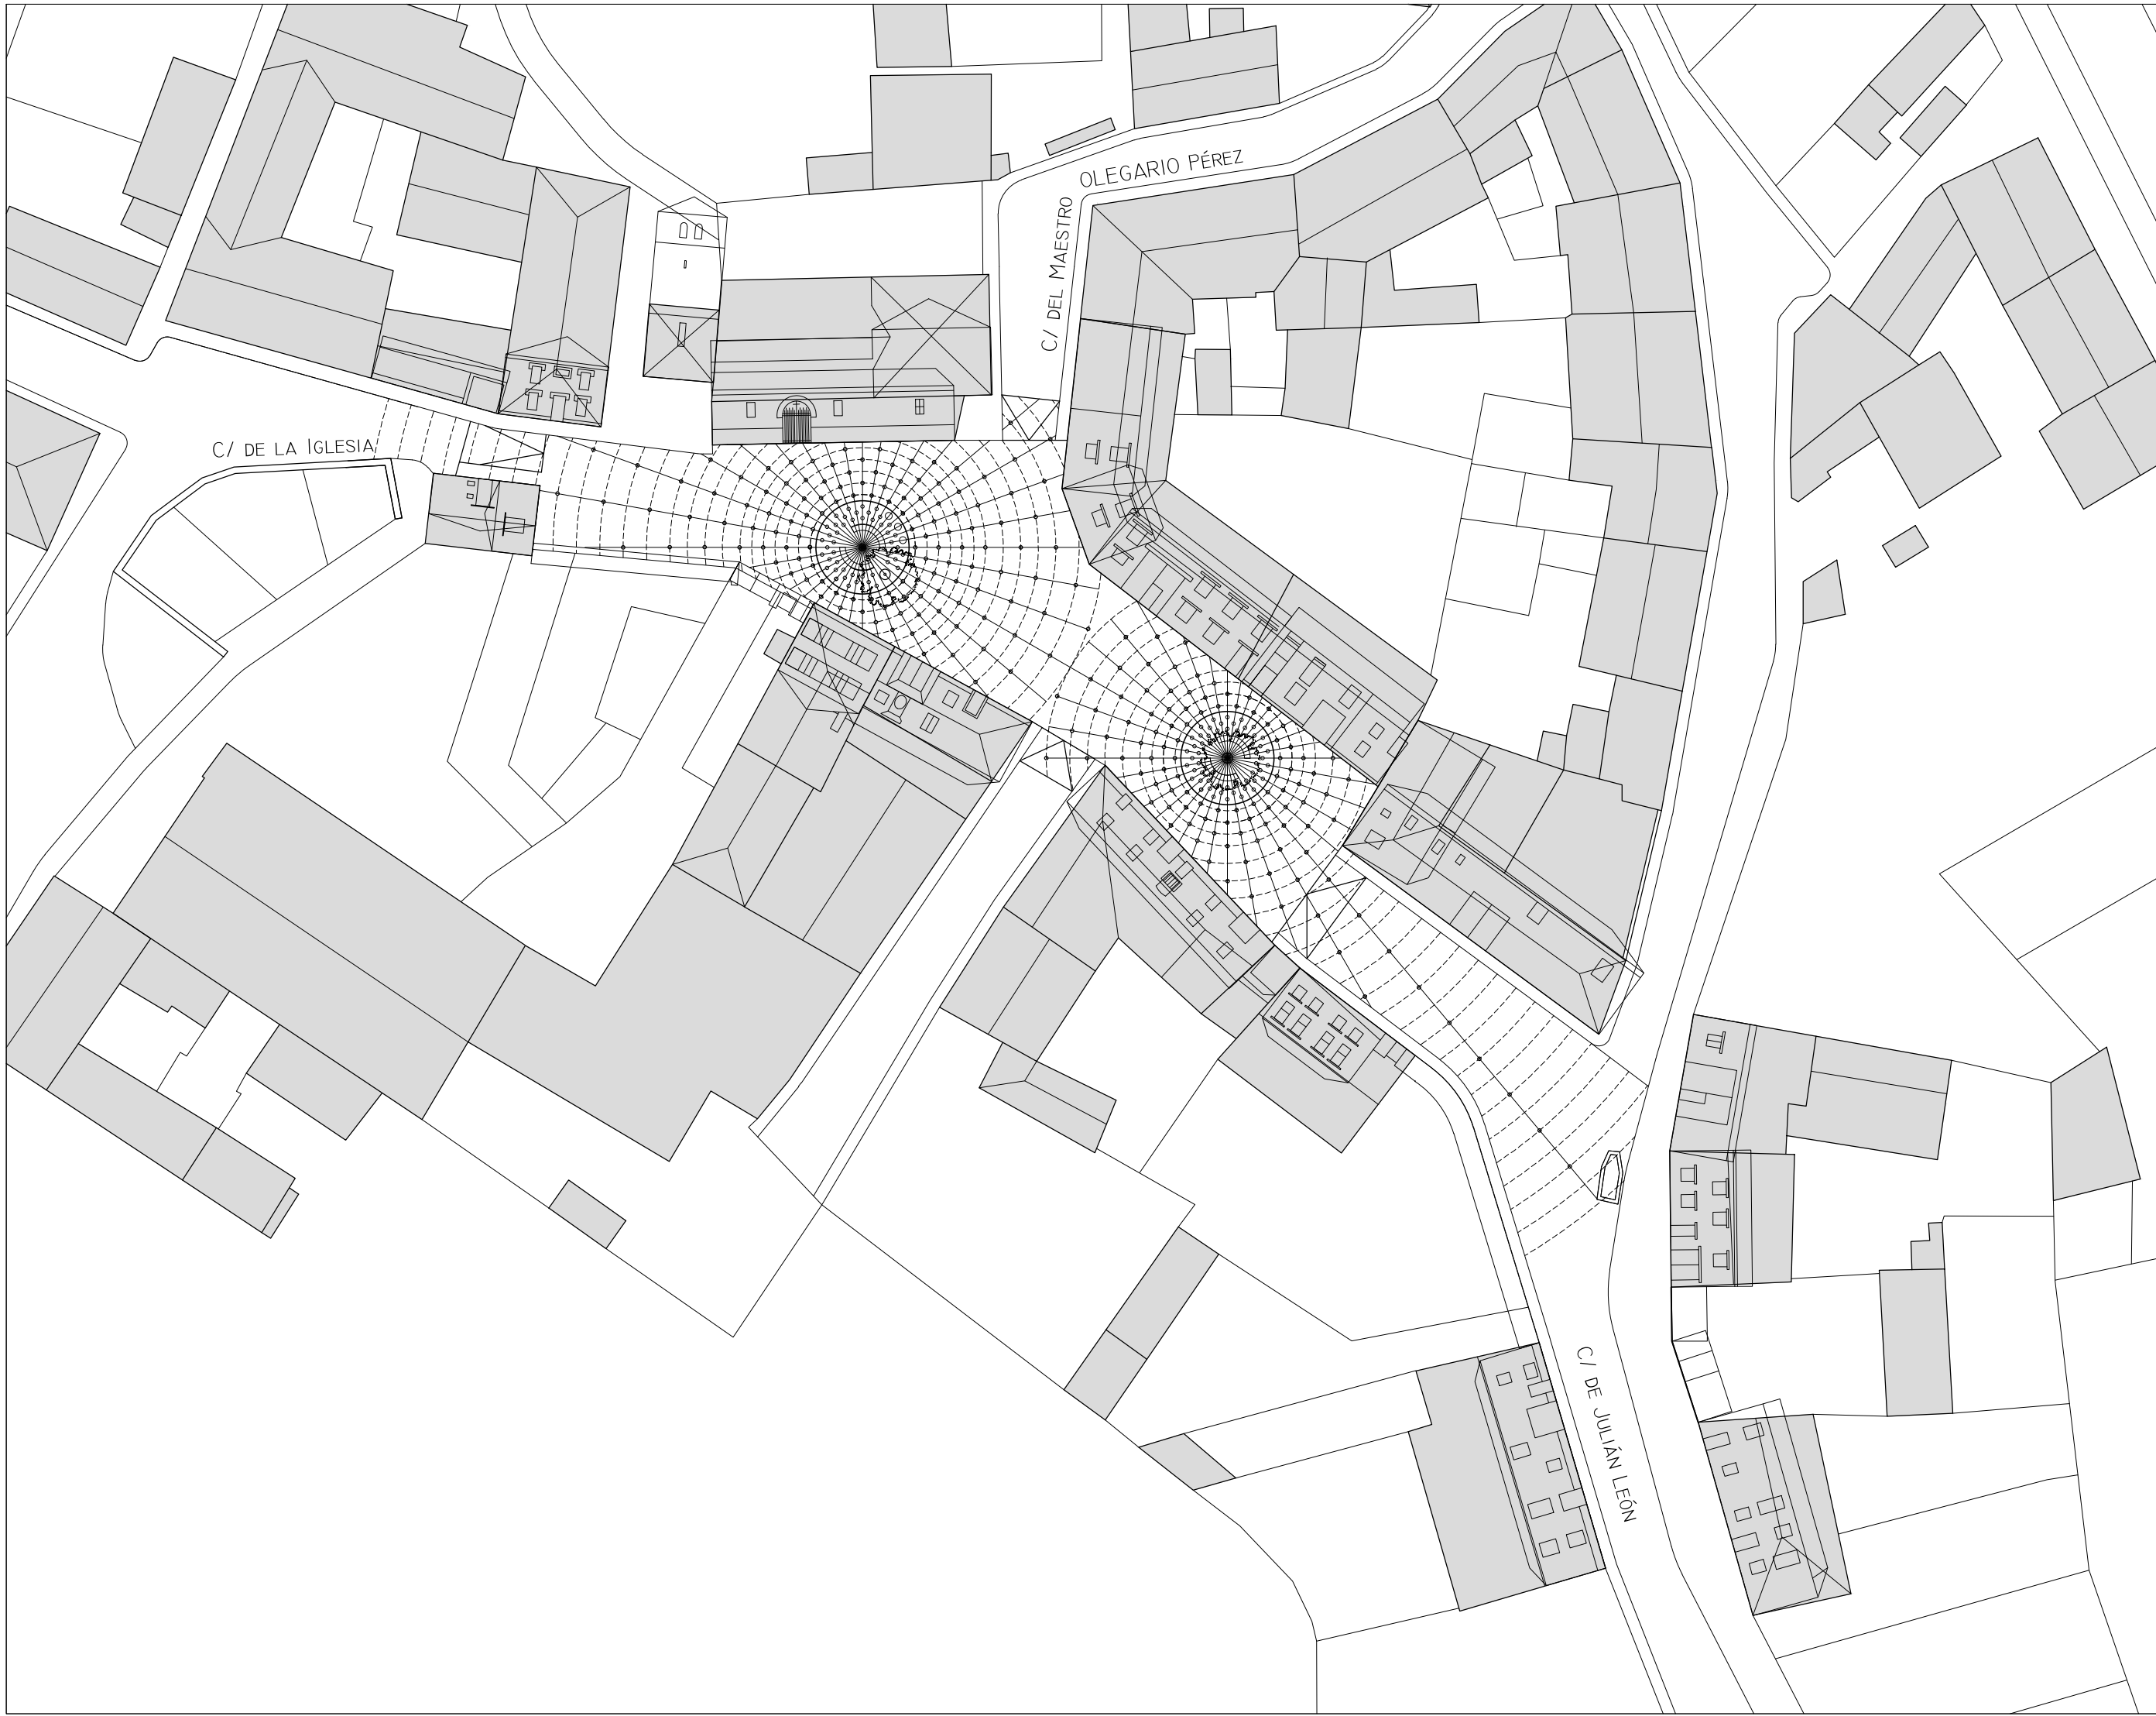 OLEGARIO PÉREZ
C/ DEL MAESTRO
C/ DE LA IGLESIA
C/ DE JULIÁN LEÓN